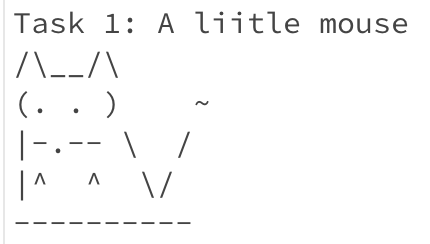 Task 1: A liitle mouse
/\__/\
(. . )    ~
|-.-- \  /
|^  ^  \/
----------